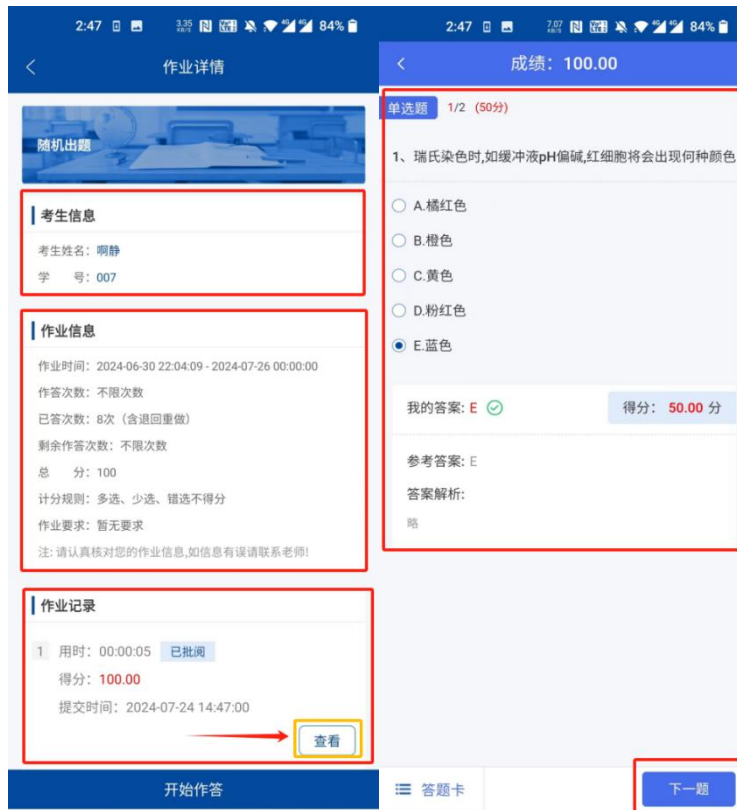 2:47 3.35 KB/S 4G 4G 84%
作业详情
随机出题
考生信息
考生姓名：啊静
学 号：007
作业信息
作业时间：2024-06-30 22:04:09 - 2024-07-26 00:00:00
作答次数：不限次数
已答次数：8次（含退回重做）
剩余作答次数：不限次数
总 分：100
计分规则：多选、少选、错选不得分
作业要求：暂无要求
注: 请认真核对您的作业信息,如信息有误请联系老师!
作业记录
1 用时：00:00:05 已批阅
得分：100.00
提交时间：2024-07-24 14:47:00
查看
开始作答
2:47 7.07 KB/S 4G 4G 84%
成绩：100.00
单选题 1/2 (50分)
1、瑞氏染色时,如缓冲液pH偏碱,红细胞将会出现何种颜色
A.橘红色
B.橙色
C.黄色
D.粉红色
E.蓝色
我的答案: E 得分： 50.00 分
参考答案: E
答案解析:
略
答题卡 下一题